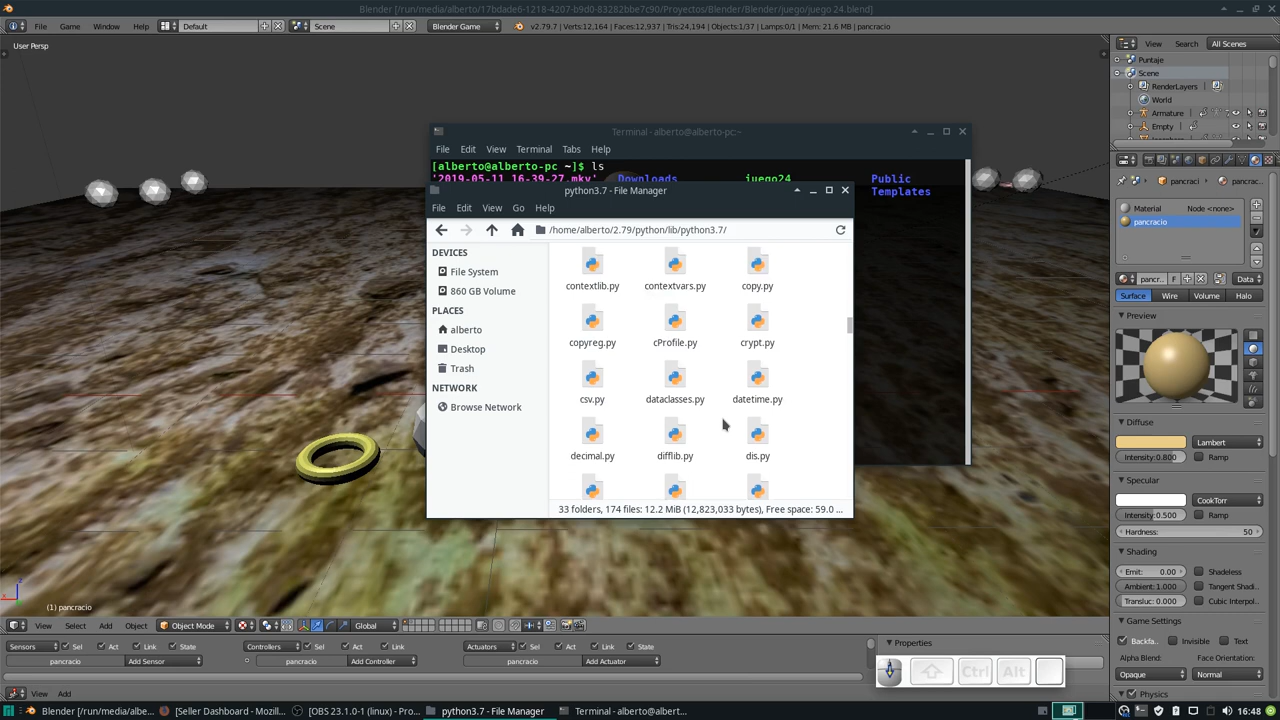 Blender [/run/media/alberto/17bdade6-1218-4207-b9d0-83282bbe7c90/Proyectos/Blender/Blender/juego/juego 24.blend]
File Game Window Help Default Scene Blender Game v2.79.7 | Verts:12,164 | Faces:12,937 | Tris:24,194 | Objects:1/37 | Lamps:0/1 | Mem:21.6 MB | pancracio
View Search All Scenes
User Persp
Puntaje
Scene
RenderLayers
World
Armature
Empty
Terminal - alberto@alberto-pc:~
File Edit View Terminal Tabs Help
[alberto@alberto-pc ~]$ ls
'2019-05-11 16-39-27.mkv' Downloads juego24 Public
Templates
python3.7 - File Manager
File Edit View Go Help
/home/alberto/2.79/python/lib/python3.7/
DEVICES
File System
860 GB Volume
PLACES
alberto
Desktop
Trash
NETWORK
Browse Network
contextlib.py contextvars.py copy.py
copyreg.py cProfile.py crypt.py
csv.py dataclasses.py datetime.py
decimal.py difflib.py dis.py
33 folders, 174 files: 12.2 MiB (12,823,033 bytes), Free space: 59.0 ...
pancraci pancrac...
Material Node <none>
pancracio
pancr... F Data
Surface Wire Volume Halo
Preview
Diffuse
Lambert
Intensity:0.800 Ramp
Specular
CookTorr
Intensity:0.500 Ramp
Hardness: 50
Shading
Emit: 0.00 Shadeless
Ambient: 1.000 Tangent Shadi...
Transluc: 0.000 Cubic Interpol...
Game Settings
Backfa... Invisible Text
Alpha Blend: Face Orientation:
Opaque Normal
Physics
(1) pancracio
View Select Add Object Object Mode Global
Sensors Sel Act Link State Controllers Sel Act Link Actuators Sel Act Link State
pancracio Add Sensor pancracio Add Controller pancracio Add Actuator
Properties
Ctrl Alt
View Add
Blender [/run/media/albe... [Seller Dashboard - Mozill... [OBS 23.1.0-1 (linux) - Pro... python3.7 - File Manager Terminal - alberto@albert... 16:48